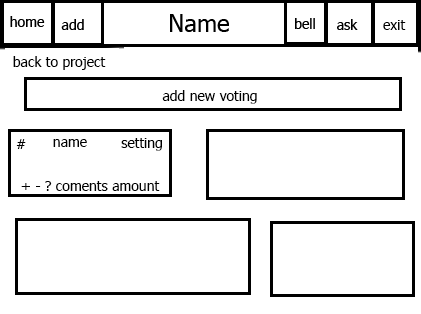 home add Name bell ask exit
back to project
add new voting
# name setting
+ - ? coments amount